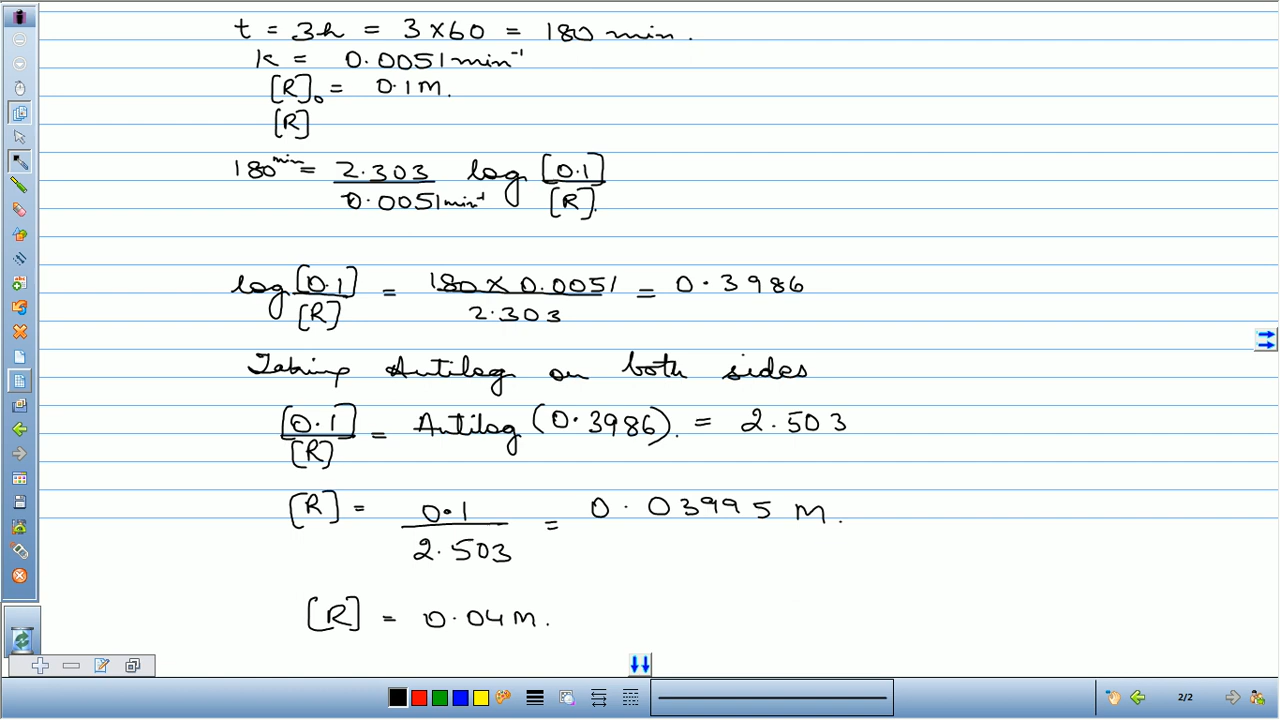 t = 3h = 3 x 60 = 180 min.
k = 0.0051 min⁻¹
[R]₀ = 0.1 M.
[R]
180 min = 2.303 / 0.0051 min⁻¹ log [0.1] / [R].
log [0.1] / [R] = 180 x 0.0051 / 2.303 = 0.3986
Taking Antilog on both sides
[0.1] / [R] = Antilog (0.3986). = 2.503
[R] = 0.1 / 2.503 = 0.03995 M.
[R] = 0.04 M.
2/2